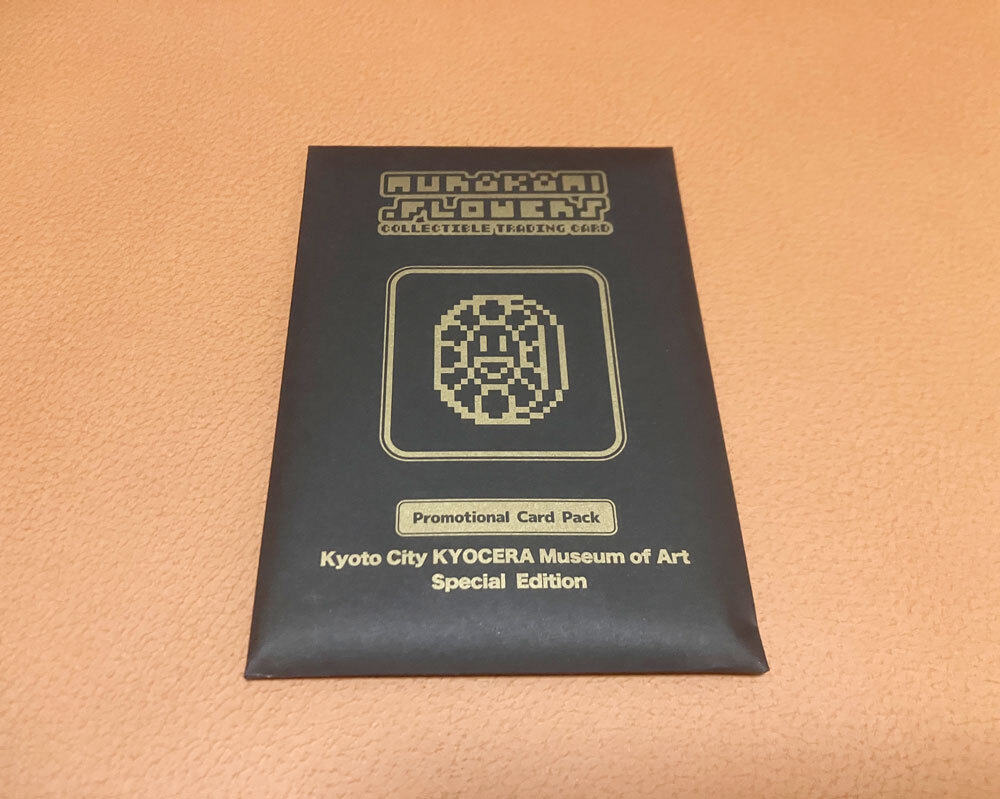 MURAKAMI
.FLOWERS
COLLECTIBLE TRADING CARD
Promotional Card Pack
Kyoto City KYOCERA Museum of Art
Special Edition